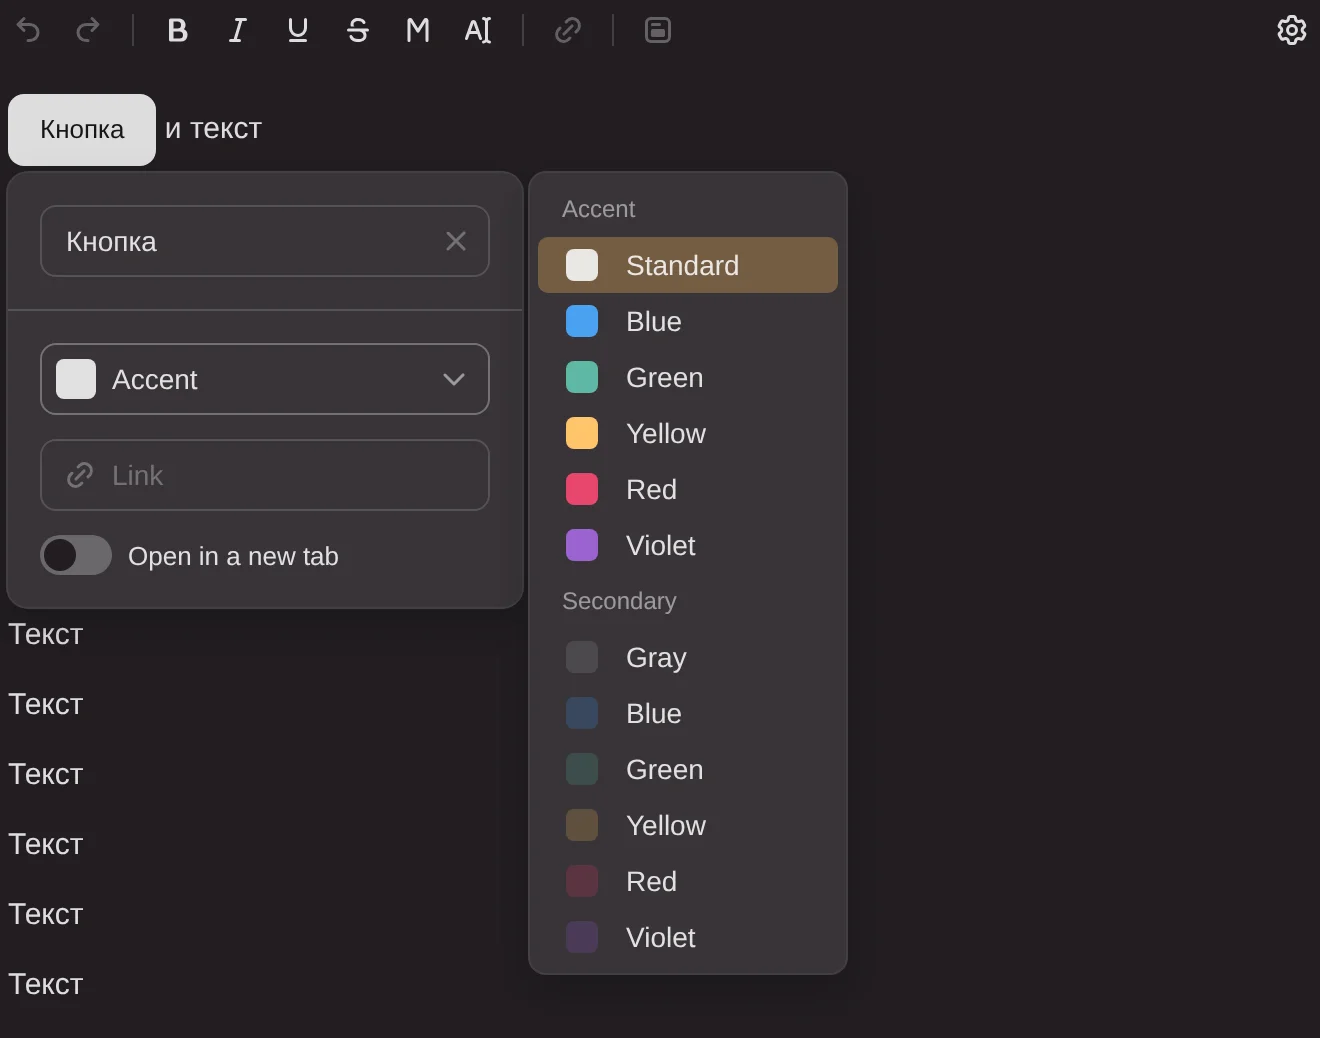 B I U S M A
Кнопка и текст
Кнопка
Accent
Link
Open in a new tab
Accent
Standard
Blue
Green
Yellow
Red
Violet
Secondary
Gray
Blue
Green
Yellow
Red
Violet
Текст
Текст
Текст
Текст
Текст
Текст